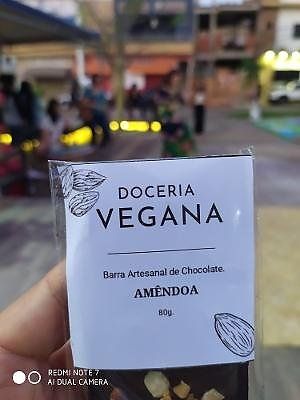 DOCERIA
VEGANA
Barra Artesanal de Chocolate.
AMÊNDOA
80g.
REDMI NOTE 7
AI DUAL CAMERA